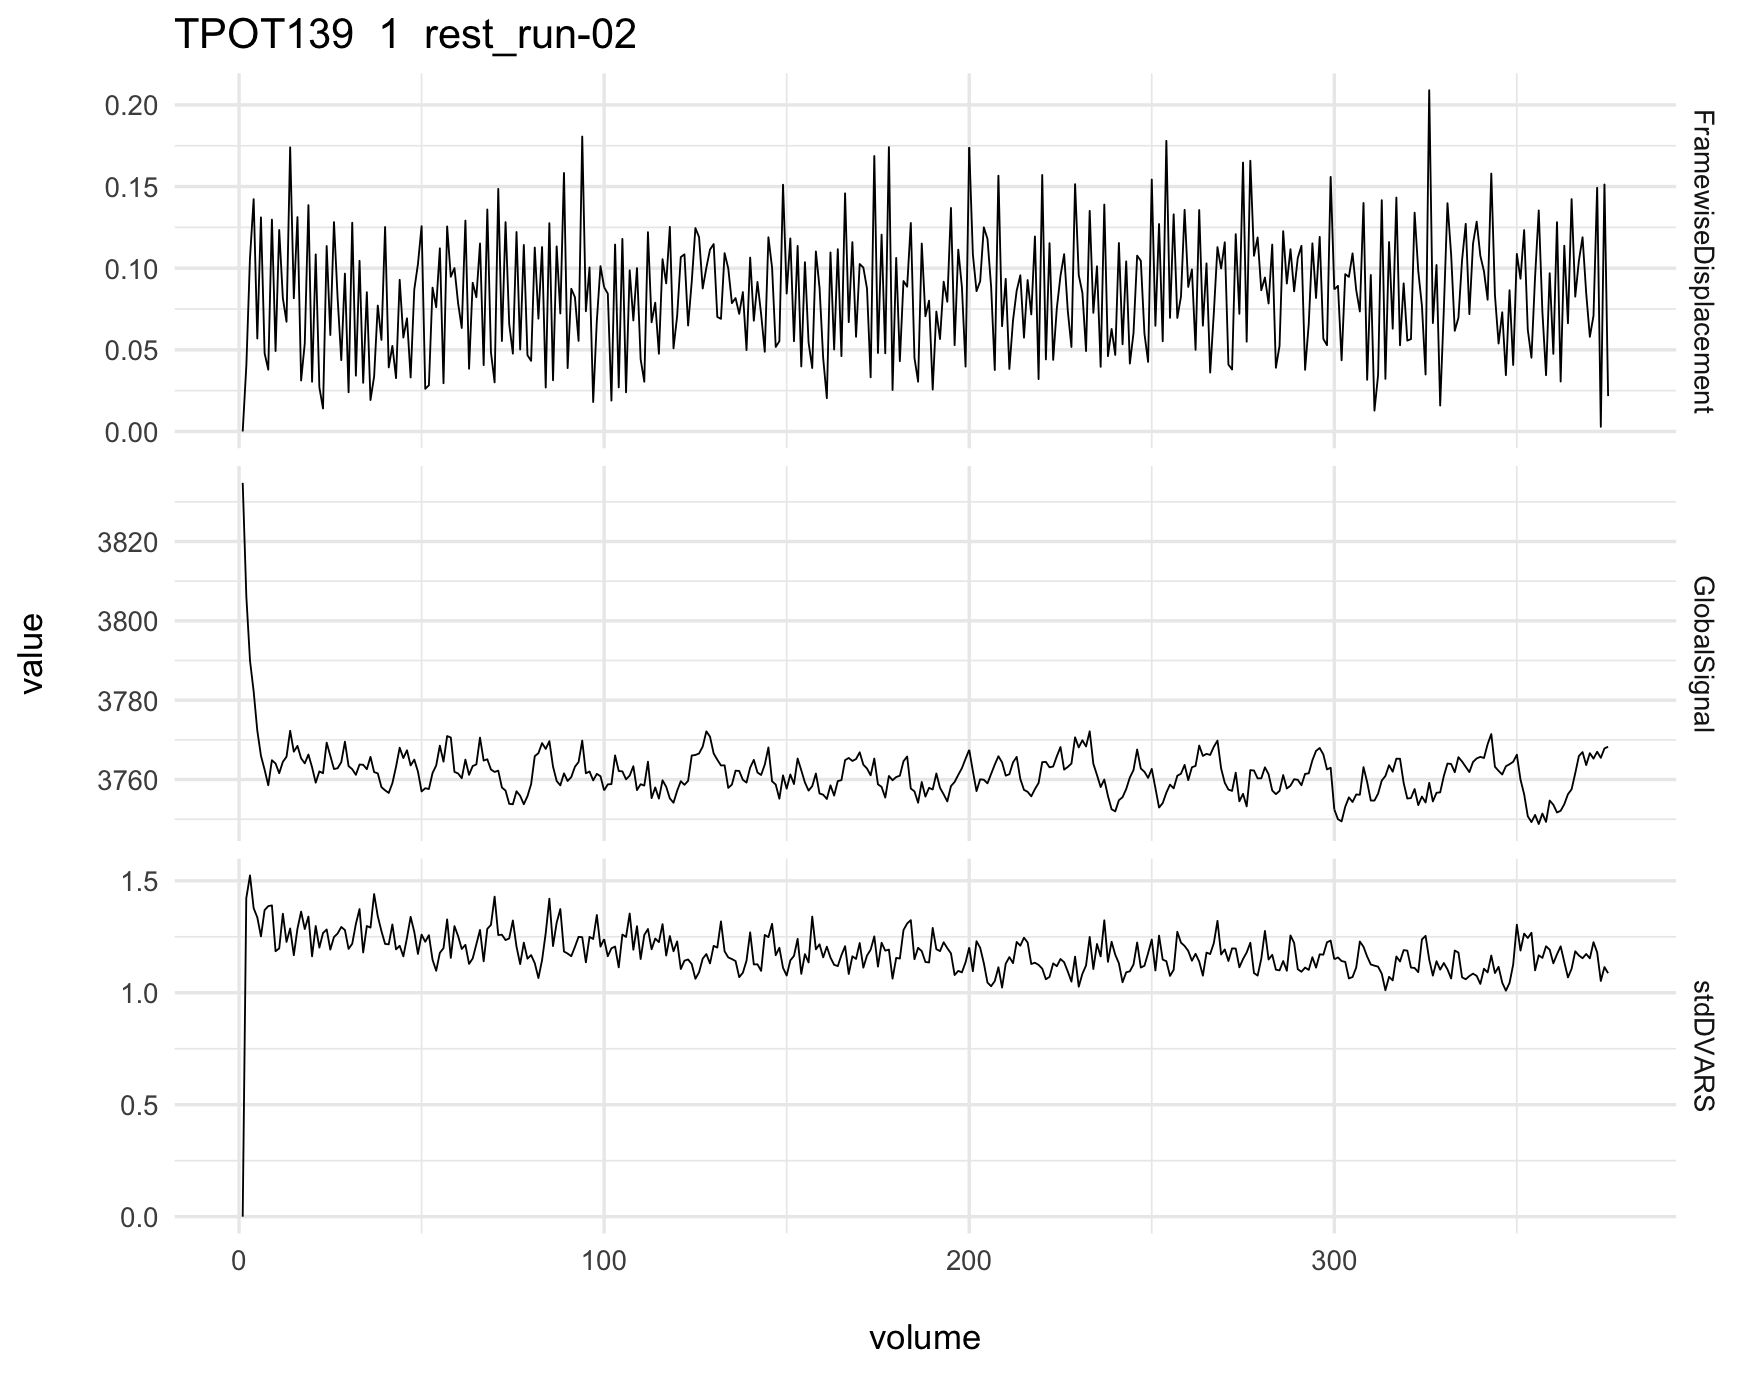 TPOT139 1 rest_run-02
0.20
0.15
0.10
0.05
0.00
FramewiseDisplacement
3820
3800
3780
3760
GlobalSignal
value
1.5
1.0
0.5
0.0
stdDVARS
0 100 200 300
volume